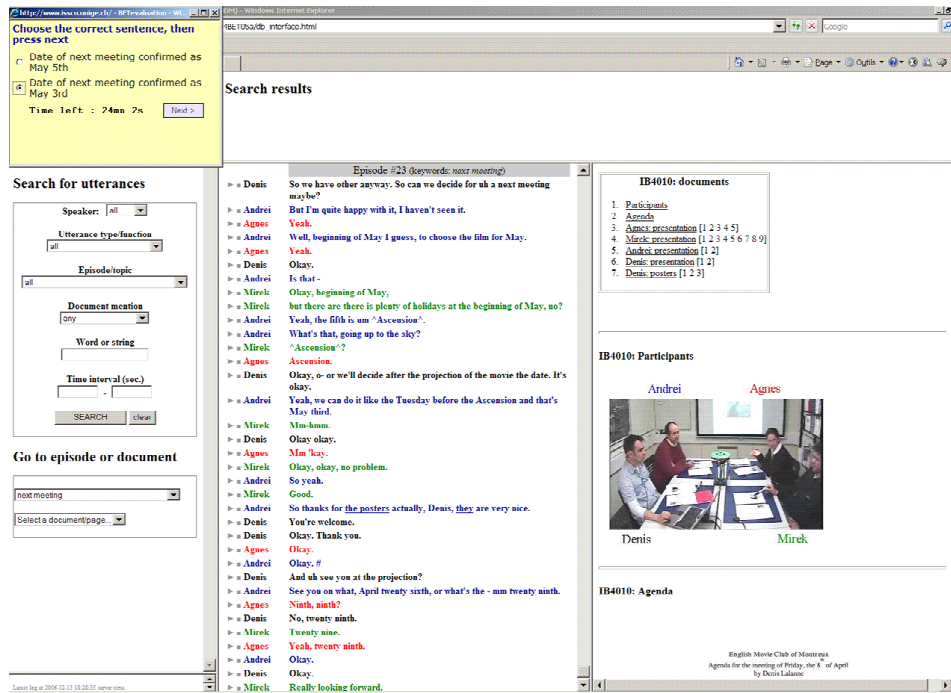 http://www.issco.unige.ch/ - BETevaluation - Wi...
DMI) - Windows Internet Explorer
4BET05a/db_interface.html
Google
Page
Outils
Choose the correct sentence, then
press next
Date of next meeting confirmed as
May 5th
Date of next meeting confirmed as
May 3rd
Time left : 24mn 2s
Next >
Search results
Search for utterances
Speaker: all
Utterance type/function
all
Episode/topic
all
Document mention
any
Word or string
Time interval (sec.)
-
SEARCH clear
Go to episode or document
next meeting
Select a document/page...
Latest log at 2006-12-13 18:28:35 server time.
Episode #23 (keywords: next meeting)
Denis So we have other anyway. So can we decide for uh a next meeting
maybe?
Andrei But I'm quite happy with it, I haven't seen it.
Agnes Yeah.
Andrei Well, beginning of May I guess, to choose the film for May.
Agnes Yeah.
Denis Okay.
Andrei Is that -
Mirek Okay, beginning of May,
Mirek but there are there is plenty of holidays at the beginning of May, no?
Andrei Yeah, the fifth is um ^Ascension^.
Andrei What's that, going up to the sky?
Mirek ^Ascension^?
Agnes Ascension.
Denis Okay, o- or we'll decide after the projection of the movie the date. It's
okay.
Andrei Yeah, we can do it like the Tuesday before the Ascension and that's
May third.
Mirek Mm-hmm.
Denis Okay okay.
Agnes Mm 'kay.
Mirek Okay, okay, no problem.
Andrei So yeah.
Mirek Good.
Andrei So thanks for the posters actually, Denis, they are very nice.
Denis You're welcome.
Denis Okay. Thank you.
Agnes Okay.
Andrei Okay. #
Denis And uh see you at the projection?
Andrei See you on what, April twenty sixth, or what's the - mm twenty ninth.
Agnes Ninth, ninth?
Denis No, twenty ninth.
Mirek Twenty nine.
Agnes Yeah, twenty ninth.
Andrei Okay.
Denis Okay.
Mirek Really looking forward.
IB4010: documents
1. Participants
2 Agenda
3. Agnes: presentation [1 2 3 4 5]
4. Mirek: presentation [1 2 3 4 5 6 7 8 9]
5. Andrei: presentation [1 2]
6. Denis: presentation [1 2]
7. Denis: posters [1 2 3]
IB4010: Participants
Andrei Agnes
Denis Mirek
IB4010: Agenda
English Movie Club of Montreux
Agenda for the meeting of Friday, the 8th of April
by Denis Lalanne